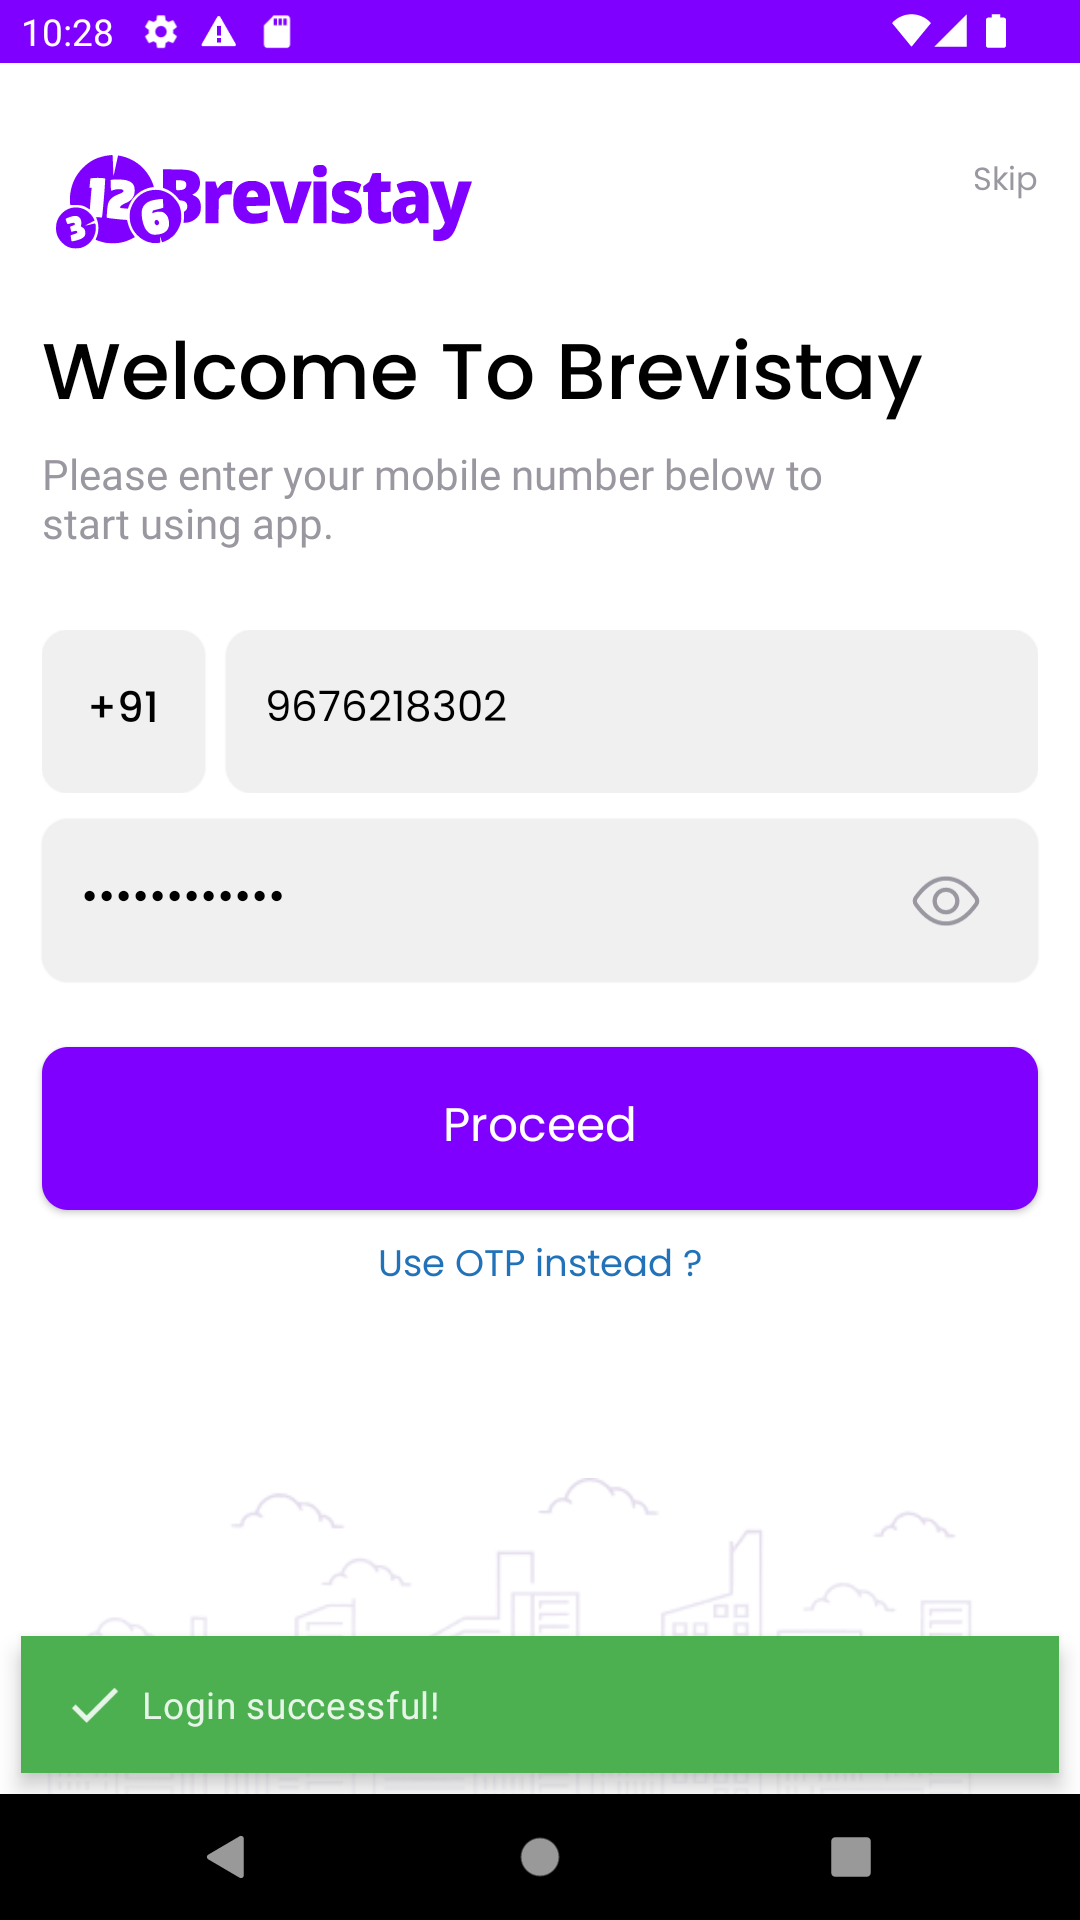 10:28
12 3 6 Brevistay
Skip
Welcome To Brevistay
Please enter your mobile number below to
start using app.
+91 9676218302
••••••••••••
Proceed
Use OTP instead ?
Login successful!